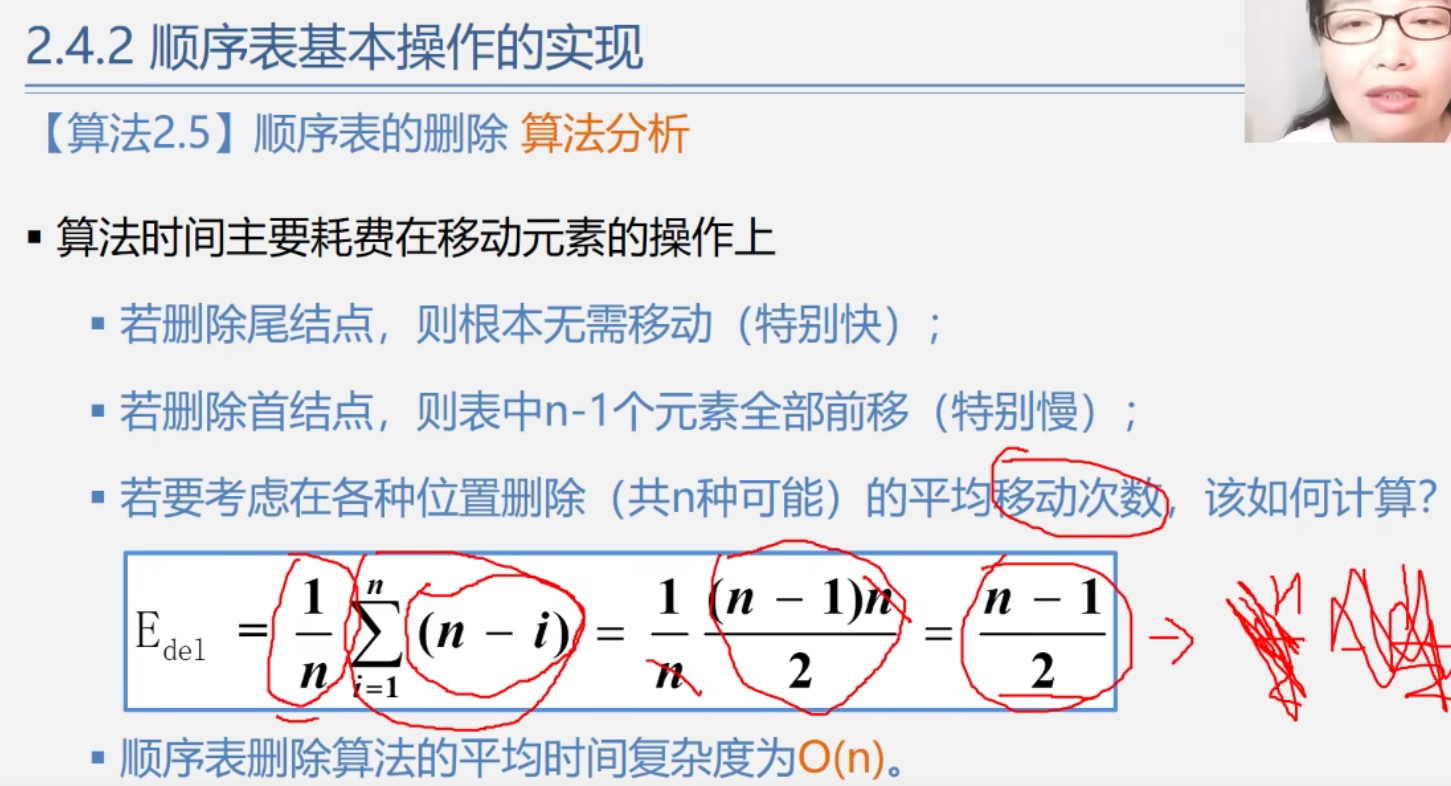 2.4.2 顺序表基本操作的实现
【算法2.5】顺序表的删除 算法分析
▪ 算法时间主要耗费在移动元素的操作上
▪ 若删除尾结点，则根本无需移动（特别快）；
▪ 若删除首结点，则表中n-1个元素全部前移（特别慢）；
▪ 若要考虑在各种位置删除（共n种可能）的平均移动次数，该如何计算？
E_del = \frac{1}{n} \sum_{i=1}^{n} (n - i) = \frac{1}{n} \frac{(n - 1)n}{2} = \frac{n - 1}{2} →
▪ 顺序表删除算法的平均时间复杂度为O(n)。